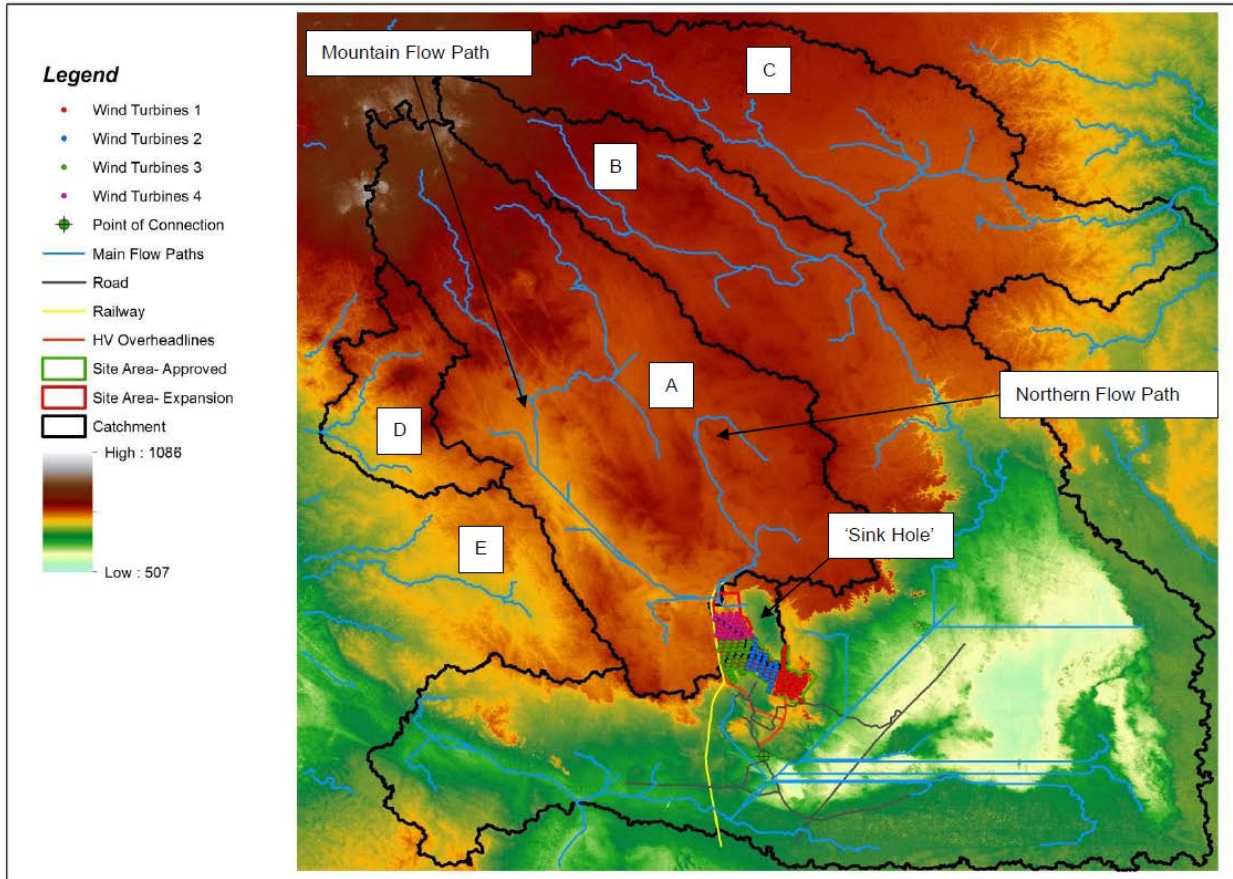 Legend
Wind Turbines 1
Wind Turbines 2
Wind Turbines 3
Wind Turbines 4
Point of Connection
Main Flow Paths
Road
Railway
HV Overheadlines
Site Area- Approved
Site Area- Expansion
Catchment
High : 1086
Low : 507
Mountain Flow Path
C
B
A
Northern Flow Path
D
'Sink Hole'
E